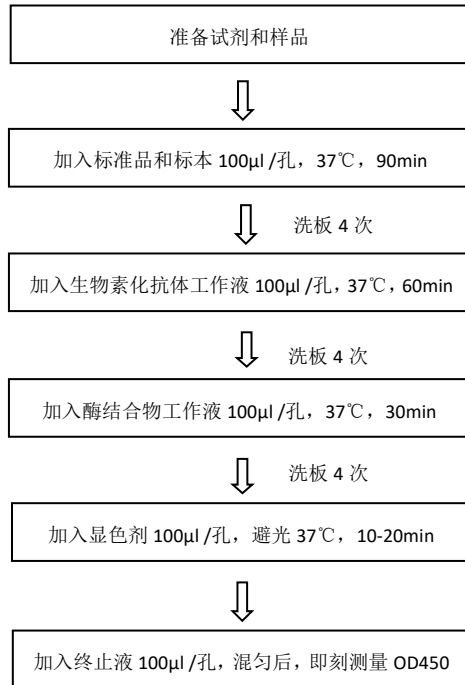 准备试剂和样品
加入标准品和标本 100μl /孔，37℃，90min
洗板 4 次
加入生物素化抗体工作液 100μl /孔，37℃，60min
洗板 4 次
加入酶结合物工作液 100μl /孔，37℃，30min
洗板 4 次
加入显色剂 100μl /孔，避光 37℃，10-20min
加入终止液 100μl /孔，混匀后，即刻测量 OD450